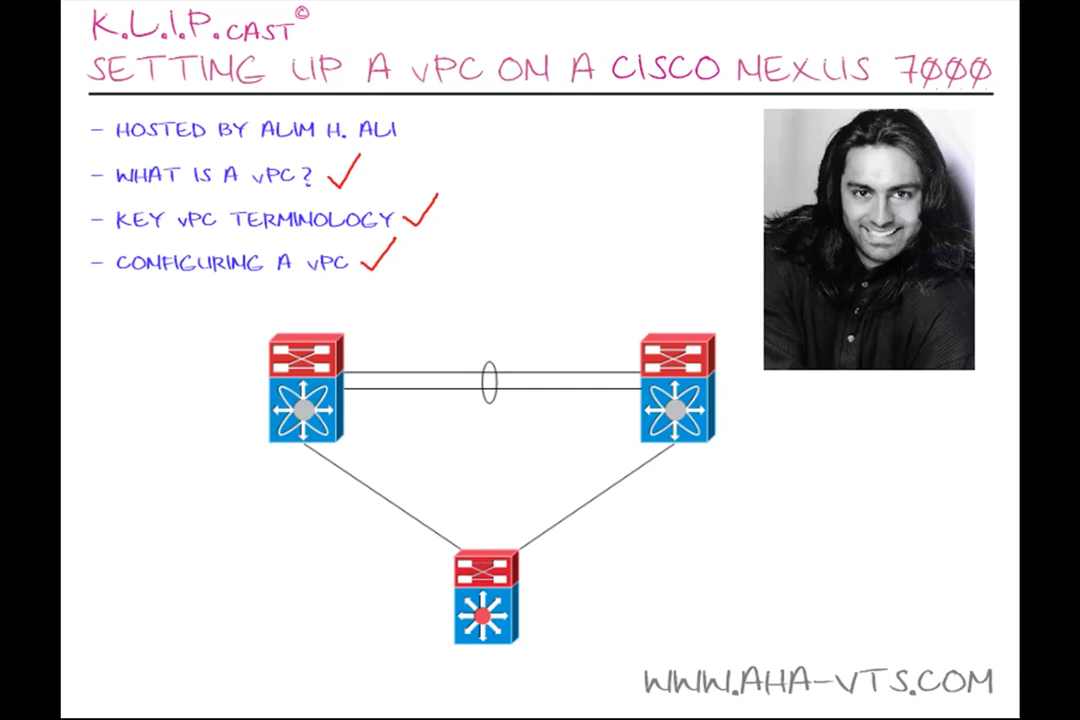 K.L.I.P.CAST©
SETTING UP A vPC ON A CISCO NEXUS 7000
- HOSTED BY ALIM H. ALI
- WHAT IS A vPC?
- KEY vPC TERMINOLOGY
- CONFIGURING A vPC
WWW.AHA-VTS.COM